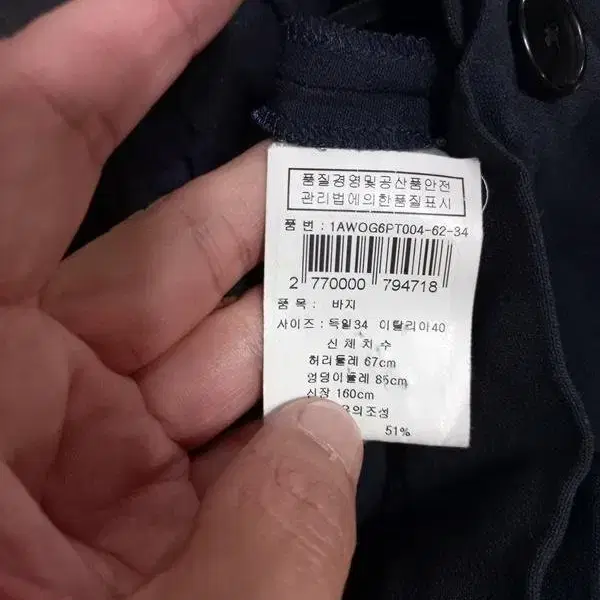 품질경영및공산품안전
관리법에의한품질표시
품 번 : 1AWOG6PT004-62-34
2 770000 794718
품 목 : 바지
사이즈 : 독일34 이탈리아40
신 체 치 수
허리둘레 67cm
엉덩이둘레 85cm
신장 160cm
의조성
51%